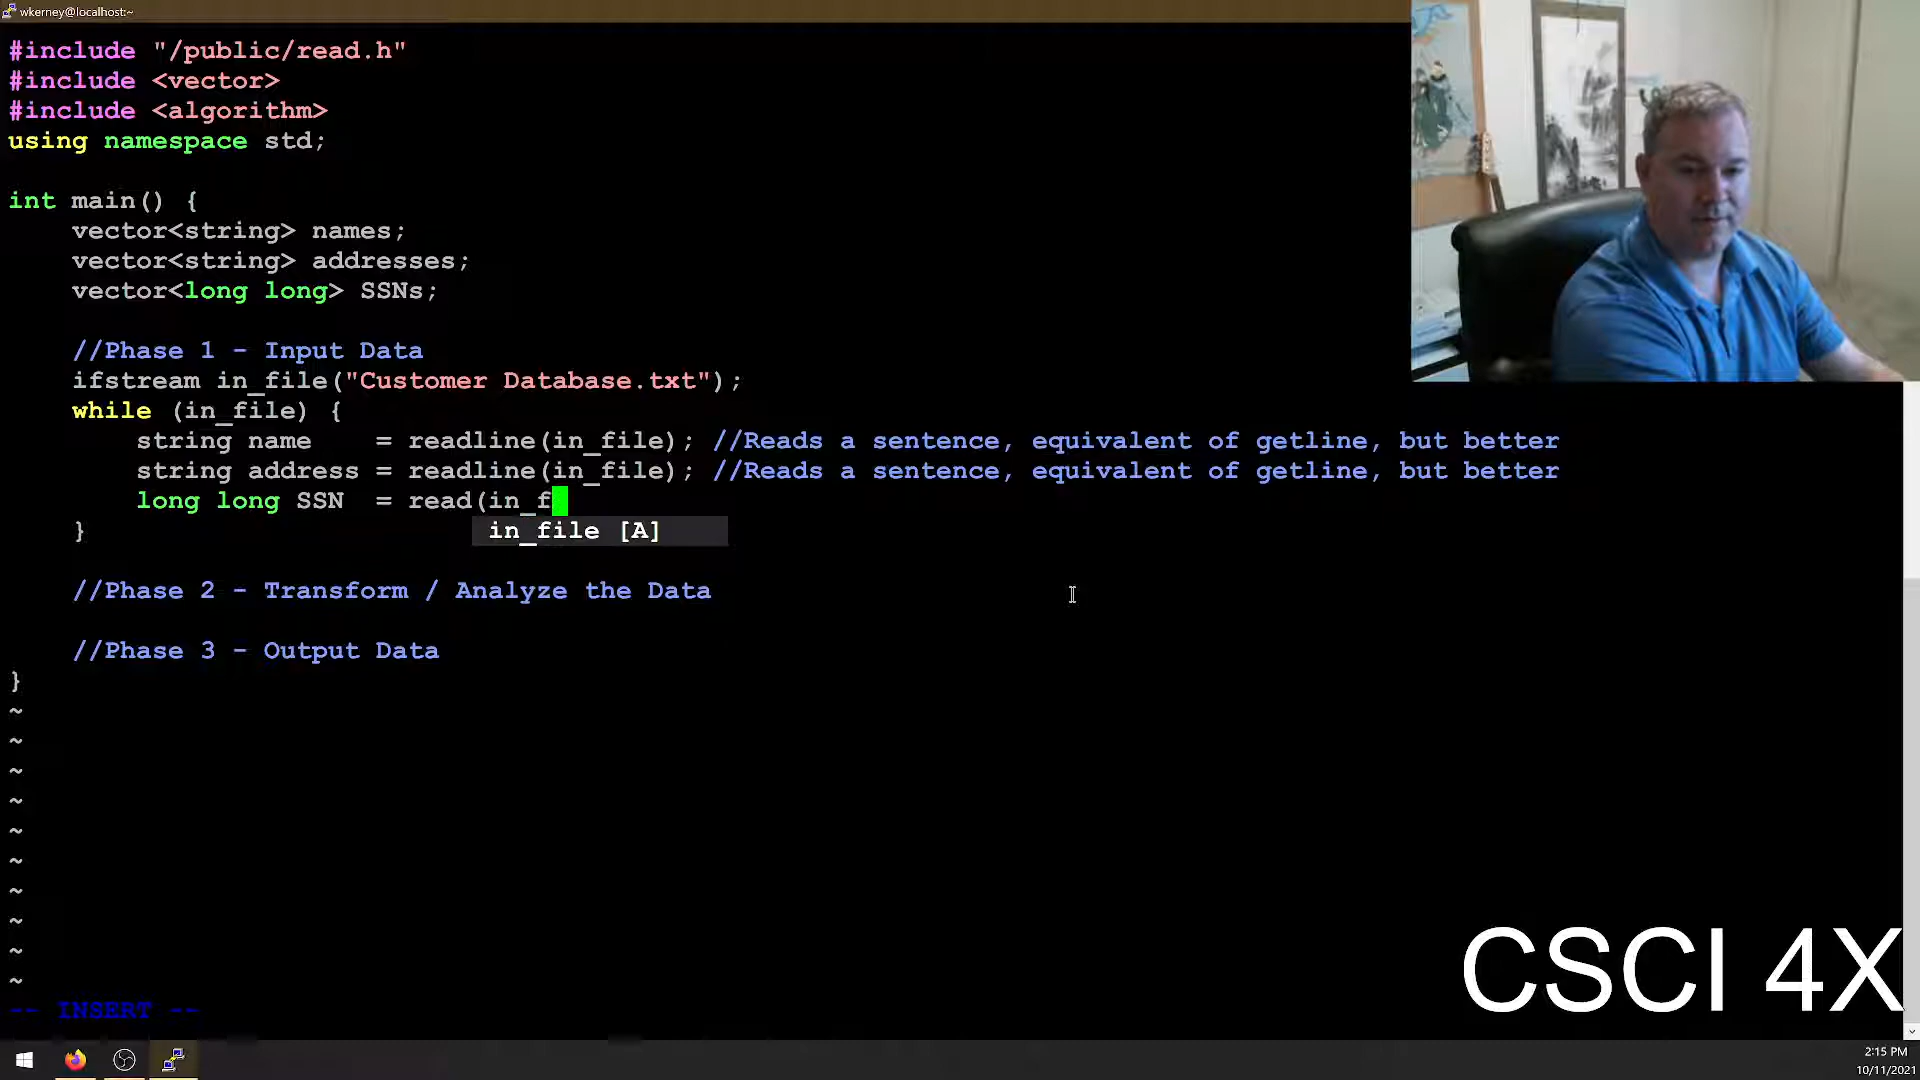 wkerney@localhost:~
#include "/public/read.h"
#include <vector>
#include <algorithm>
using namespace std;
int main() {
vector<string> names;
vector<string> addresses;
vector<long long> SSNs;
//Phase 1 - Input Data
ifstream in_file("Customer Database.txt");
while (in_file) {
string name    = readline(in_file); //Reads a sentence, equivalent of getline, but better
string address = readline(in_file); //Reads a sentence, equivalent of getline, but better
long long SSN  = read(in_f
in_file [A]
}
//Phase 2 - Transform / Analyze the Data
//Phase 3 - Output Data
}
~
~
~
~
~
~
~
~
~
~
-- INSERT --
CSCI 4X
2:15 PM
10/11/2021